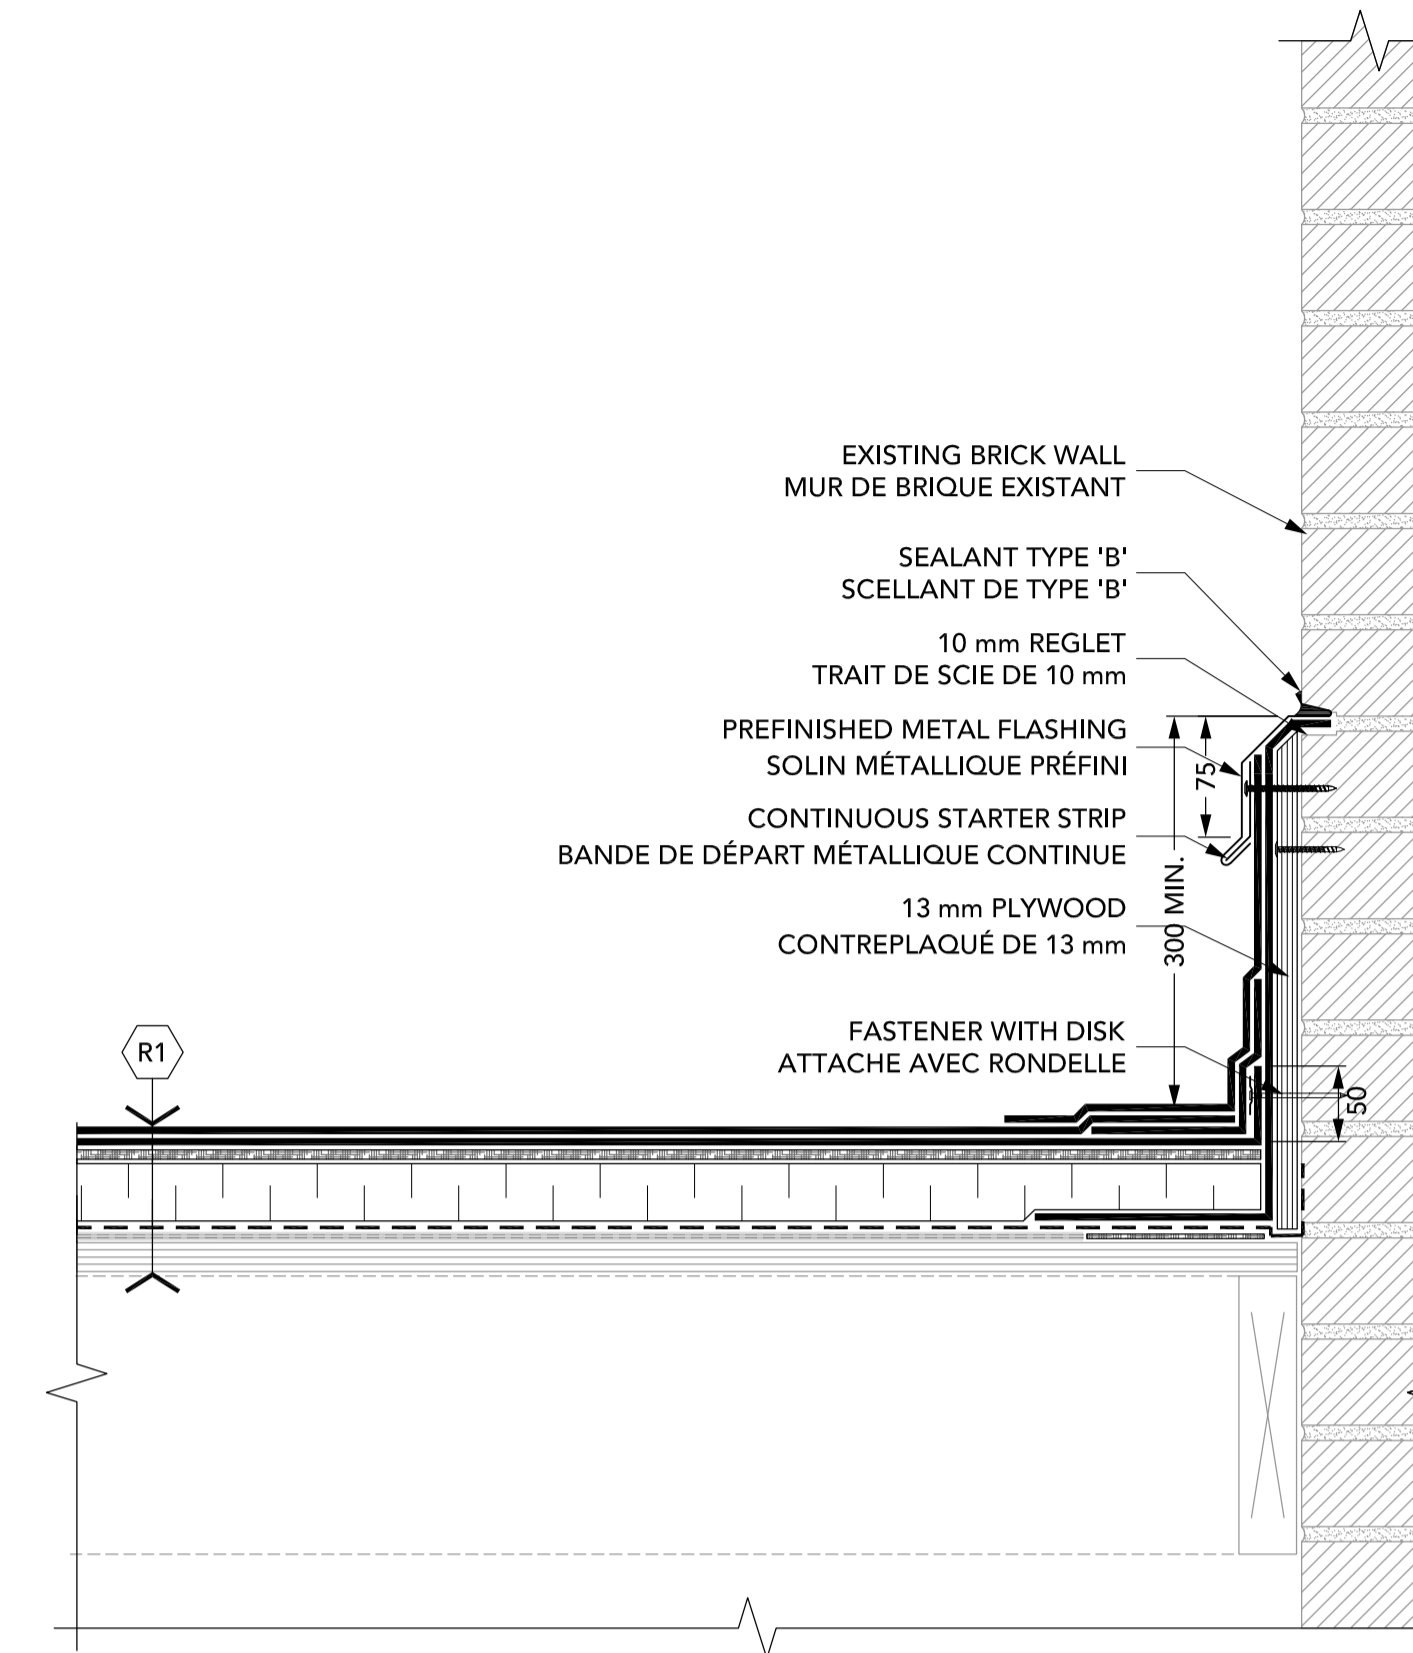 EXISTING BRICK WALL
MUR DE BRIQUE EXISTANT
SEALANT TYPE 'B'
SCELLANT DE TYPE 'B'
10 mm REGLET
TRAIT DE SCIE DE 10 mm
PREFINISHED METAL FLASHING
SOLIN MÉTALLIQUE PRÉFINI
75
CONTINUOUS STARTER STRIP
BANDE DE DÉPART MÉTALLIQUE CONTINUE
300 MIN.
13 mm PLYWOOD
CONTREPLAQUÉ DE 13 mm
FASTENER WITH DISK
ATTACHE AVEC RONDELLE
R1
50